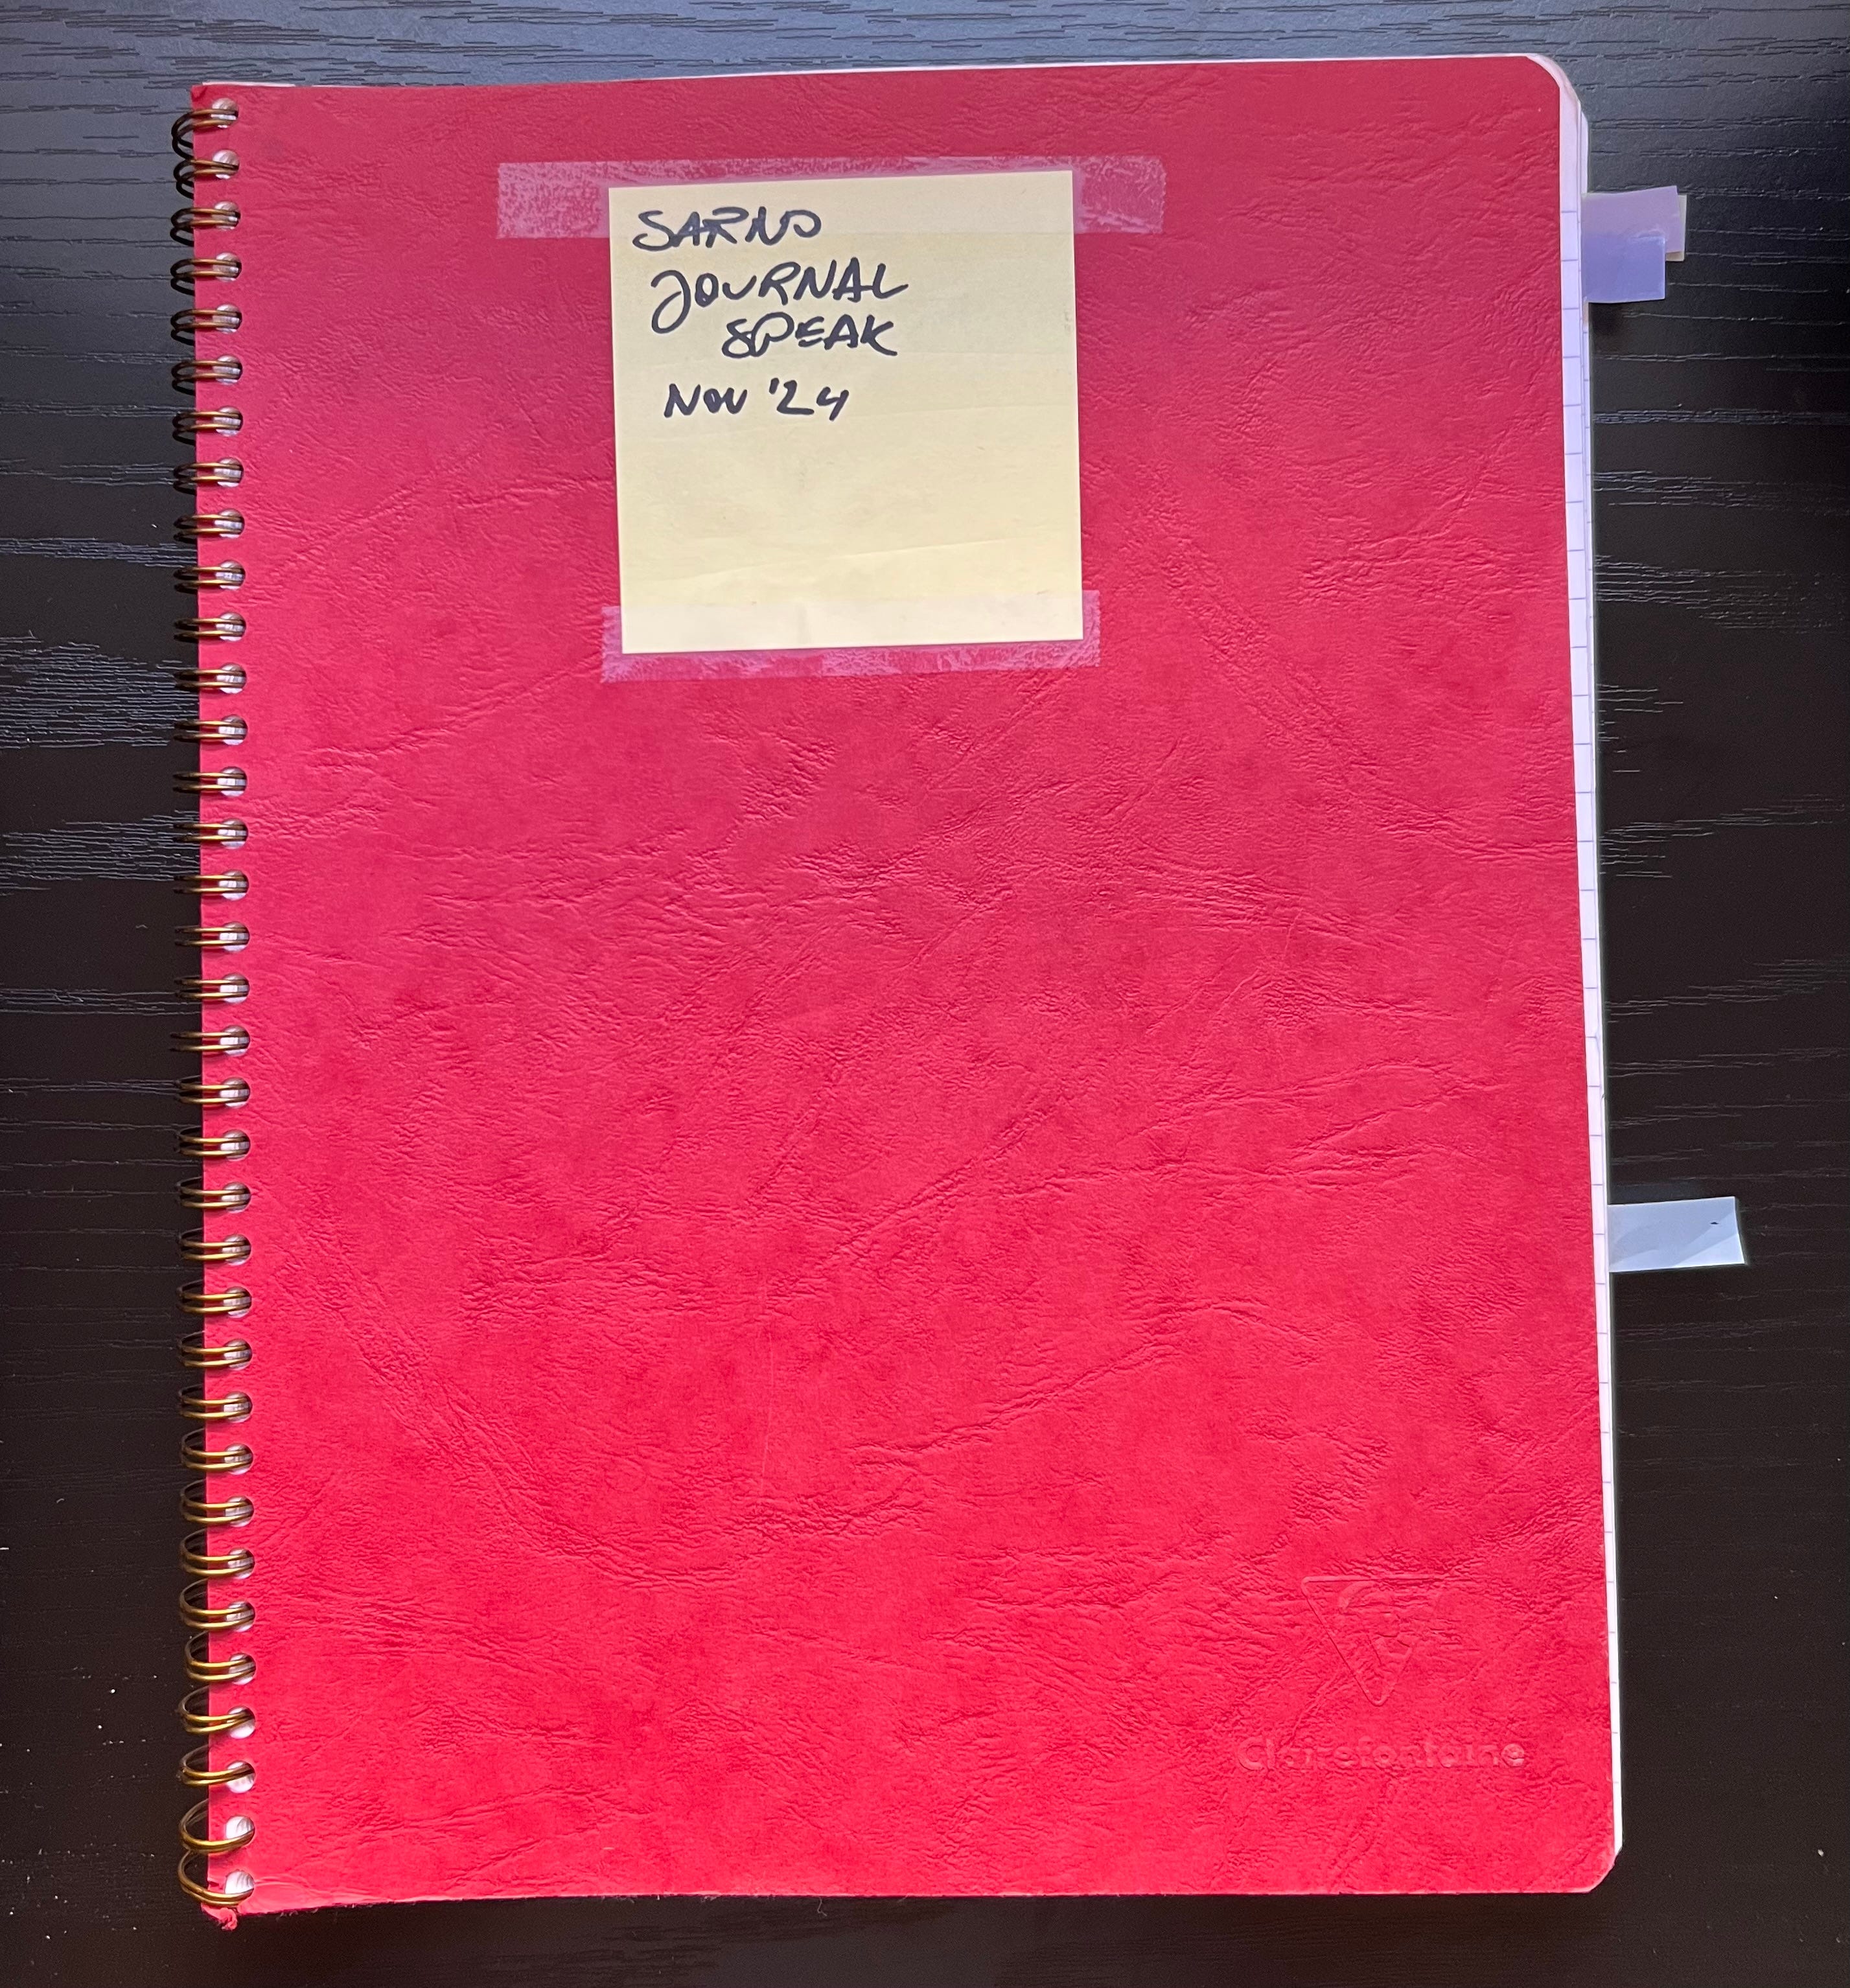 SARNO
JOURNAL
SPEAK
NOV '24
Clairefontaine